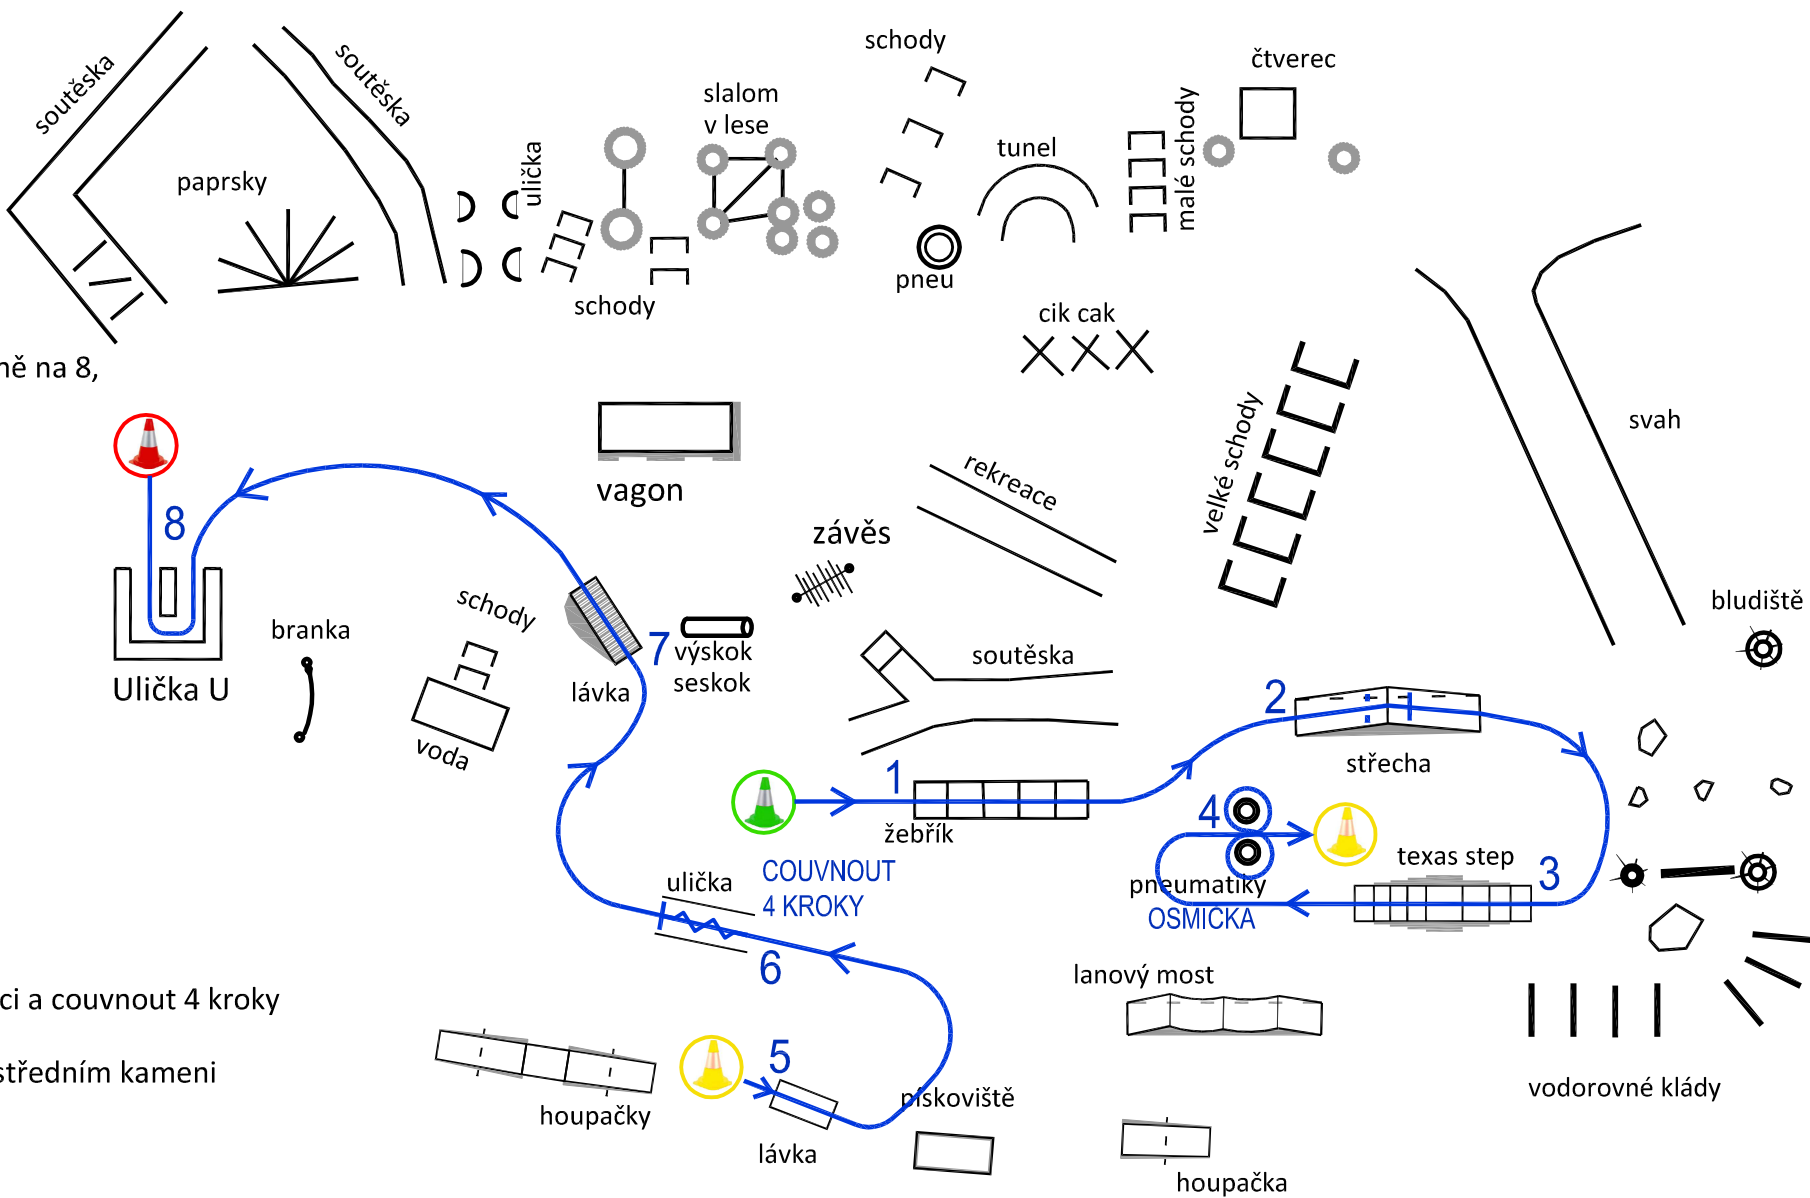 soutěska
soutěska
paprsky
ulička
schody
slalom
v lese
schody
tunel
pneu
malé schody
čtverec
cik cak
ně na 8,
vagon
rekreace
velké schody
svah
závěs
bludiště
8
branka
Ulička U
schody
voda
7
lávka
výskok
seskok
soutěska
1
žebřík
2
střecha
4
pneumatiky
OSMIČKA
texas step
3
ulička
COUVNOUT
4 KROKY
6
lanový most
ci a couvnout 4 kroky
středním kameni
houpačky
5
lávka
pískoviště
houpačka
vodorovné klády